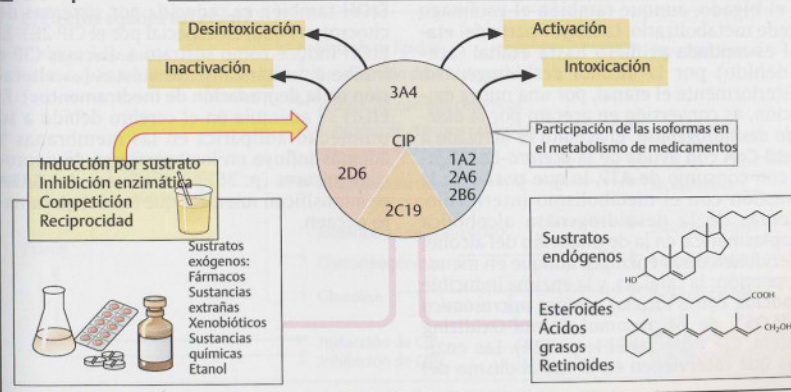 Desintoxicación
Activación
Inactivación
Intoxicación
3A4
CIP
2D6
1A2
2A6
2B6
2C19
Participación de las isoformas en
el metabolismo de medicamentos
Inducción por sustrato
Inhibición enzimática
Competición
Reciprocidad
Sustratos
exógenos:
Fármacos
Sustancias
extrañas
Xenobióticos
Sustancias
químicas
Etanol
Sustratos
endógenos
HO
COOH
Esteroides
Ácidos
grasos
Retinoides
CH₂OH